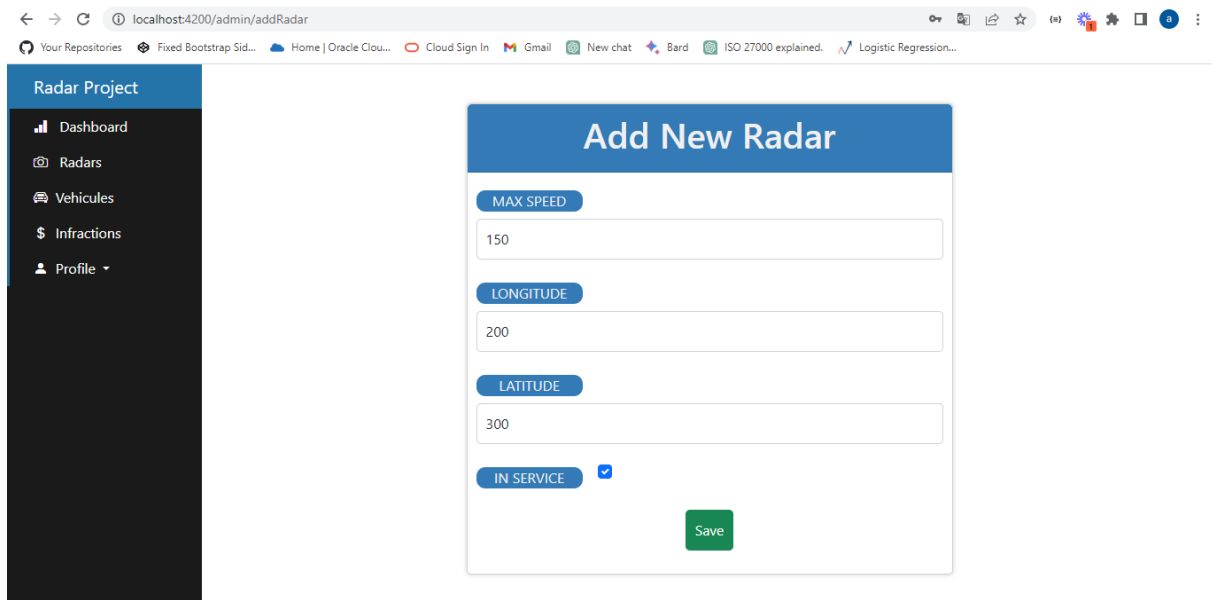 localhost:4200/admin/addRadar
Your Repositories Fixed Bootstrap Sid... Home | Oracle Clou... Cloud Sign In Gmail New chat Bard ISO 27000 explained. Logistic Regression...
Radar Project
Dashboard
Radars
Vehicules
Infractions
Profile
Add New Radar
MAX SPEED
150
LONGITUDE
200
LATITUDE
300
IN SERVICE
Save
a
1